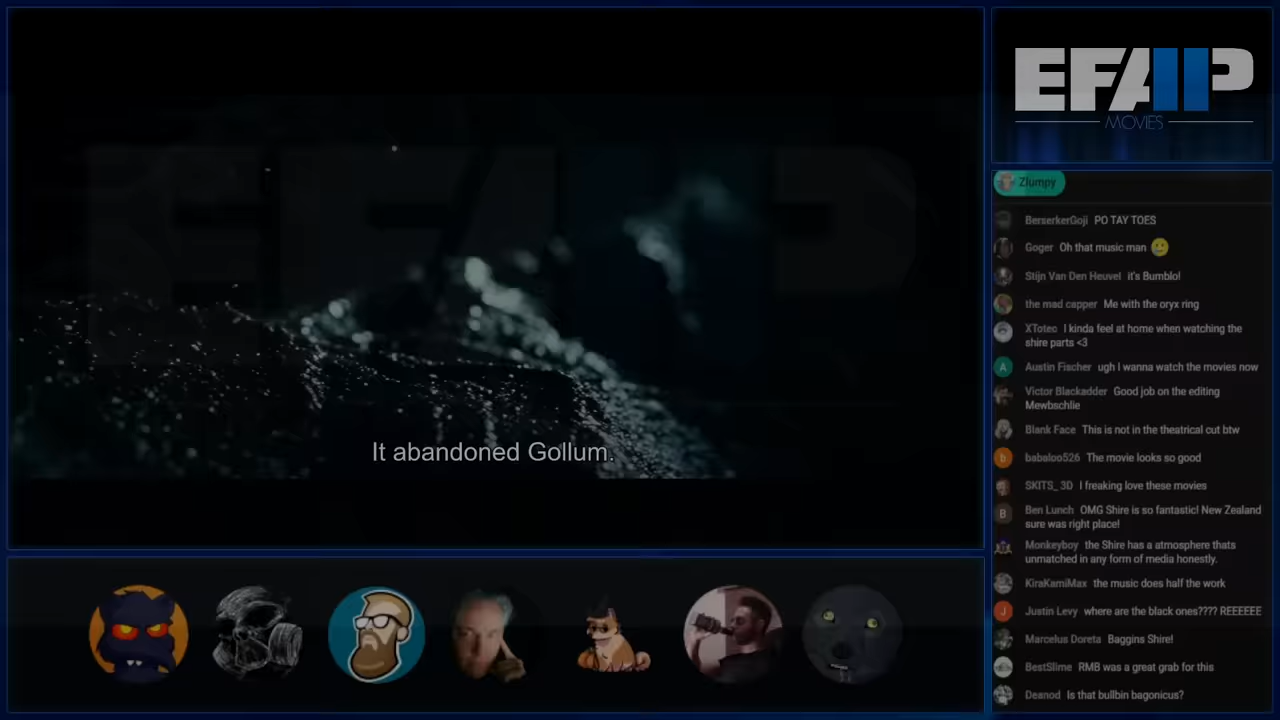 It abandoned Gollum.
EFAP
MOVIES
Zlumpy
BerserkerGoji PO TAY TOES
Goger Oh that music man
Stijn Van Den Heuvel it's Bumblo!
the mad capper Me with the oryx ring
XTotec I kinda feel at home when watching the
shire parts <3
A
Austin Fischer ugh I wanna watch the movies now
Victor Blackadder Good job on the editing
Mewbschlie
Blank Face This is not in the theatrical cut btw
b
babaloo526 The movie looks so good
SKITS_ 3D I freaking love these movies
B
Ben Lunch OMG Shire is so fantastic! New Zealand
sure was right place!
Monkeyboy the Shire has a atmosphere thats
unmatched in any form of media honestly.
KiraKamiMax the music does half the work
J
Justin Levy where are the black ones???? REEEEEE
Marcelus Doreta Baggins Shire!
BestSlime RMB was a great grab for this
Deanod Is that bullbin bagonicus?